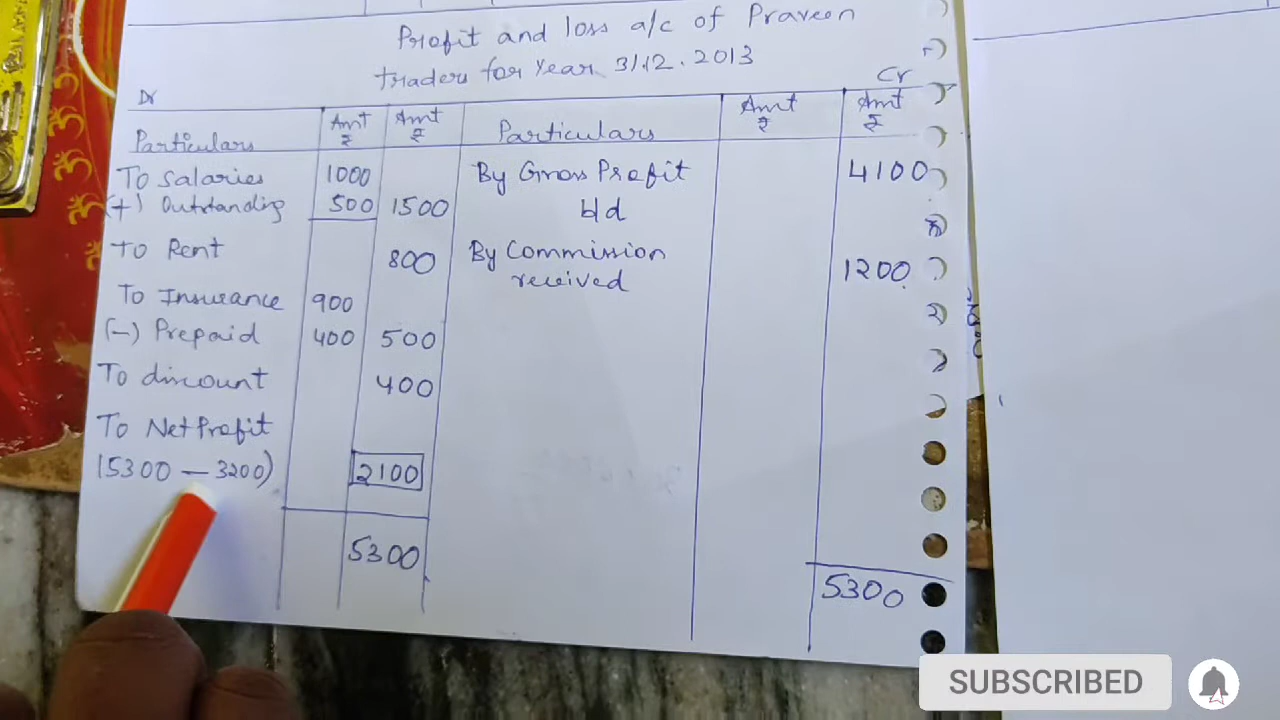 Profit and loss a/c of Praveen
traders for Year 31.12.2013
Dr
Cr
Particulars Amt ₹ Amt ₹ Particulars Amt ₹ Amt ₹
To Salaries 1000 By Gross Profit 4100
(+) Outstanding 500 1500 b/d
To Rent 800 By Commission
received 1200
To Insurance 900
(-) Prepaid 400 500
To discount 400
To Net Profit
(5300 — 3200) 2100
5300
5300
SUBSCRIBED